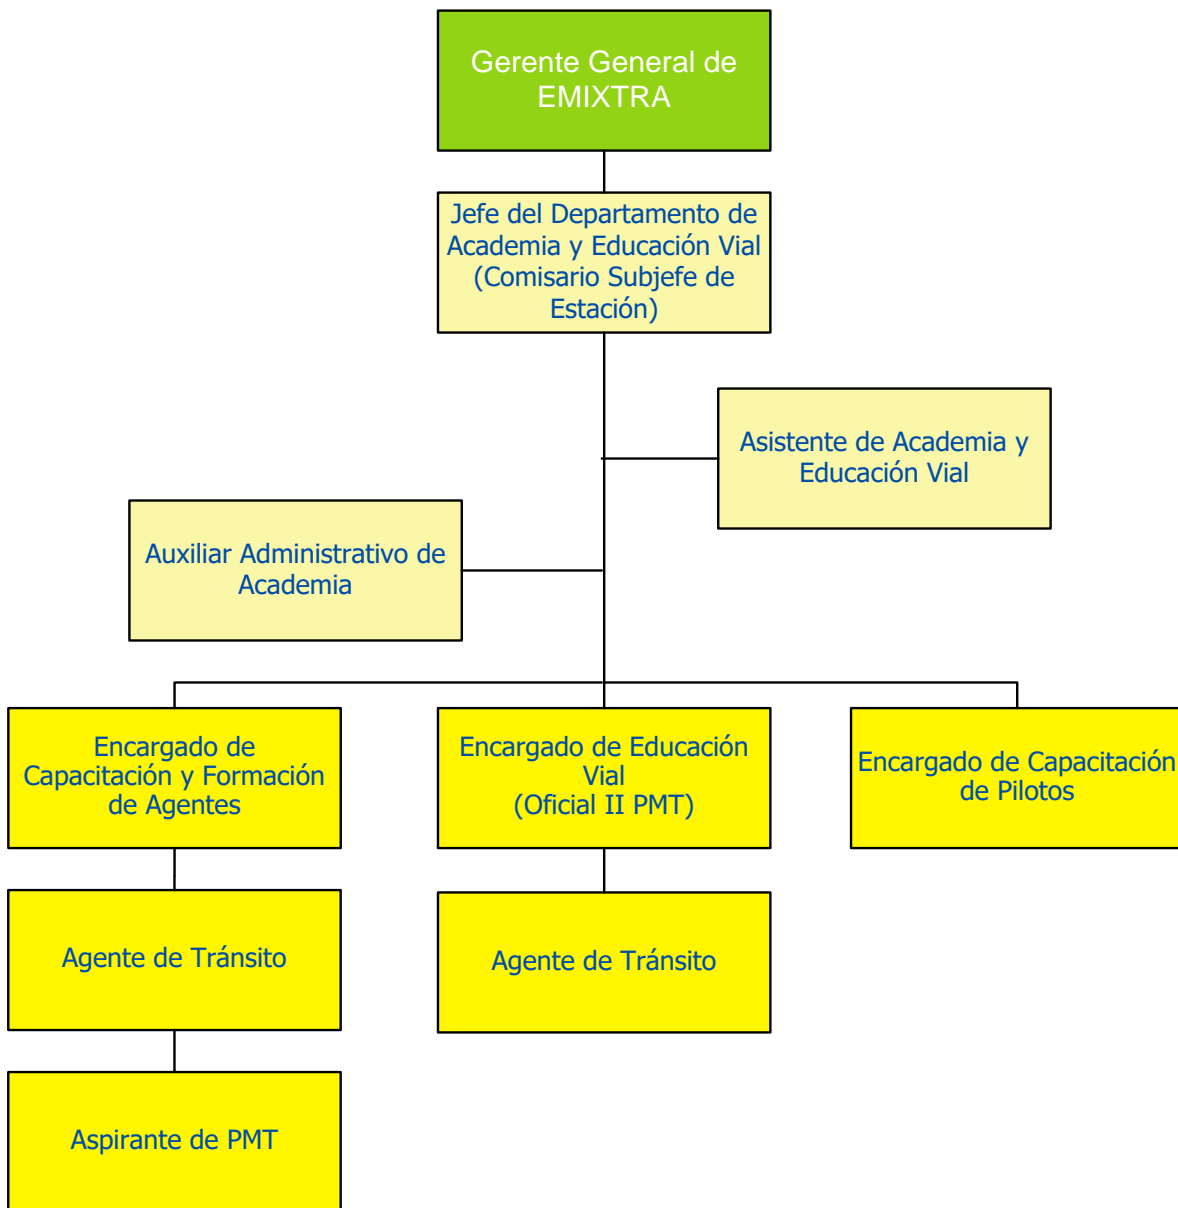 Gerente General de
EMIXTRA
Jefe del Departamento de
Academia y Educación Vial
(Comisario Subjefe de
Estación)
Asistente de Academia y
Educación Vial
Auxiliar Administrativo de
Academia
Encargado de
Capacitación y Formación
de Agentes
Encargado de Educación
Vial
(Oficial II PMT)
Encargado de Capacitación
de Pilotos
Agente de Tránsito
Agente de Tránsito
Aspirante de PMT